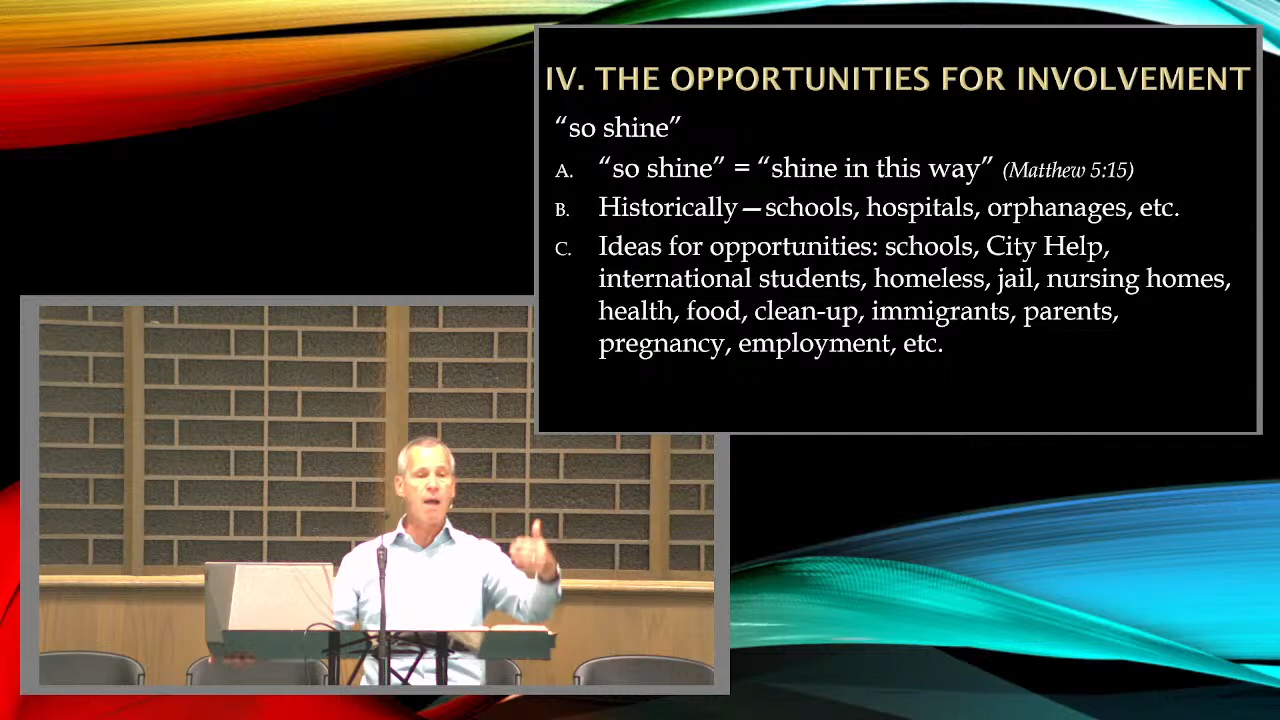 IV. THE OPPORTUNITIES FOR INVOLVEMENT
“so shine”
A. “so shine” = “shine in this way” (Matthew 5:15)
B. Historically—schools, hospitals, orphanages, etc.
C. Ideas for opportunities: schools, City Help,
international students, homeless, jail, nursing homes,
health, food, clean-up, immigrants, parents,
pregnancy, employment, etc.